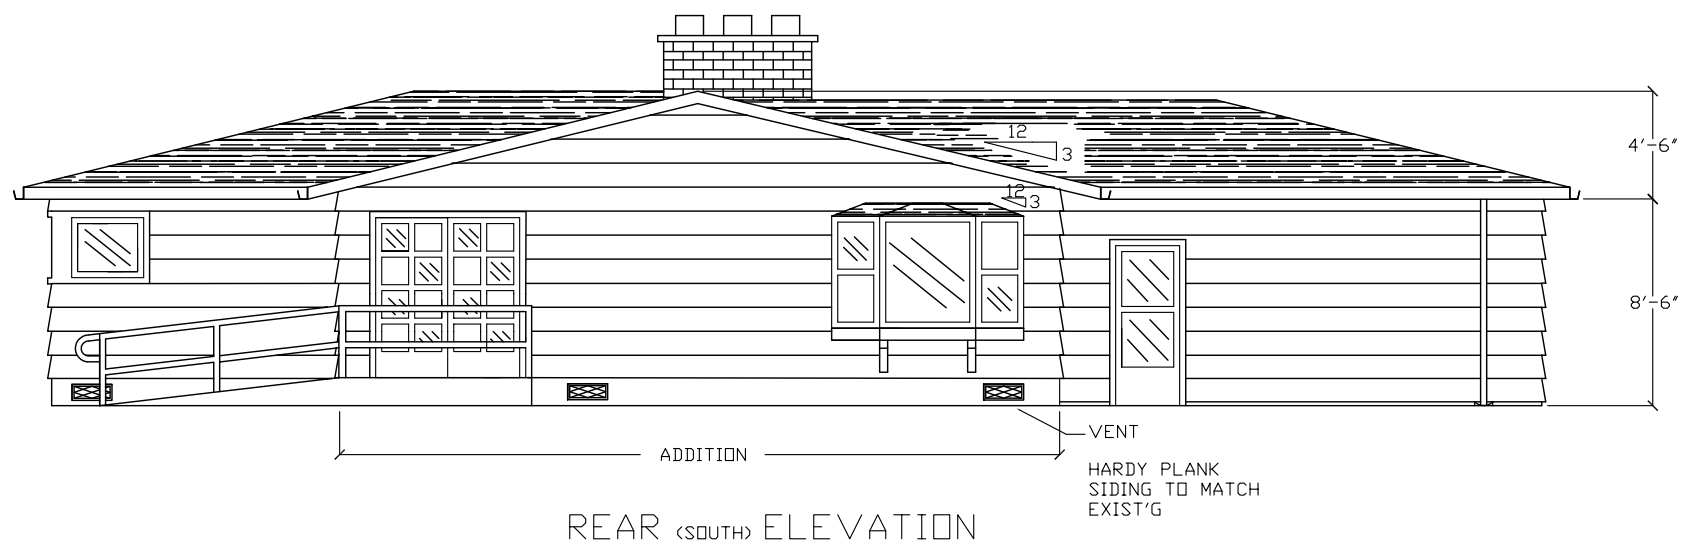 12
3
4'-6"
12
3
8'-6"
VENT
ADDITION
HARDY PLANK
SIDING TO MATCH
EXIST'G
REAR (SOUTH) ELEVATION